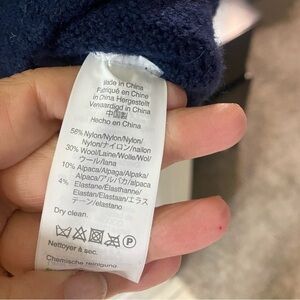 Made in China
Fabriqué en Chine
In China Hergestellt
Vervaardigd in China
中国製
Hecho en China
56% Nylon/Nylon/Nylon/
Nylon/ナイロン/nailon
30% Wool/Laine/Wolle/Wol/
ウール/lana
10% Alpaca/Alpaga/Alpaka/
Alpaca/アルパカ/alpaca
4% Elastane/Élasthanne/
Elastan/Elastaan/エラス
テーン/elastano
Dry clean.
P
Nettoyer à sec.
Chemische reinigung